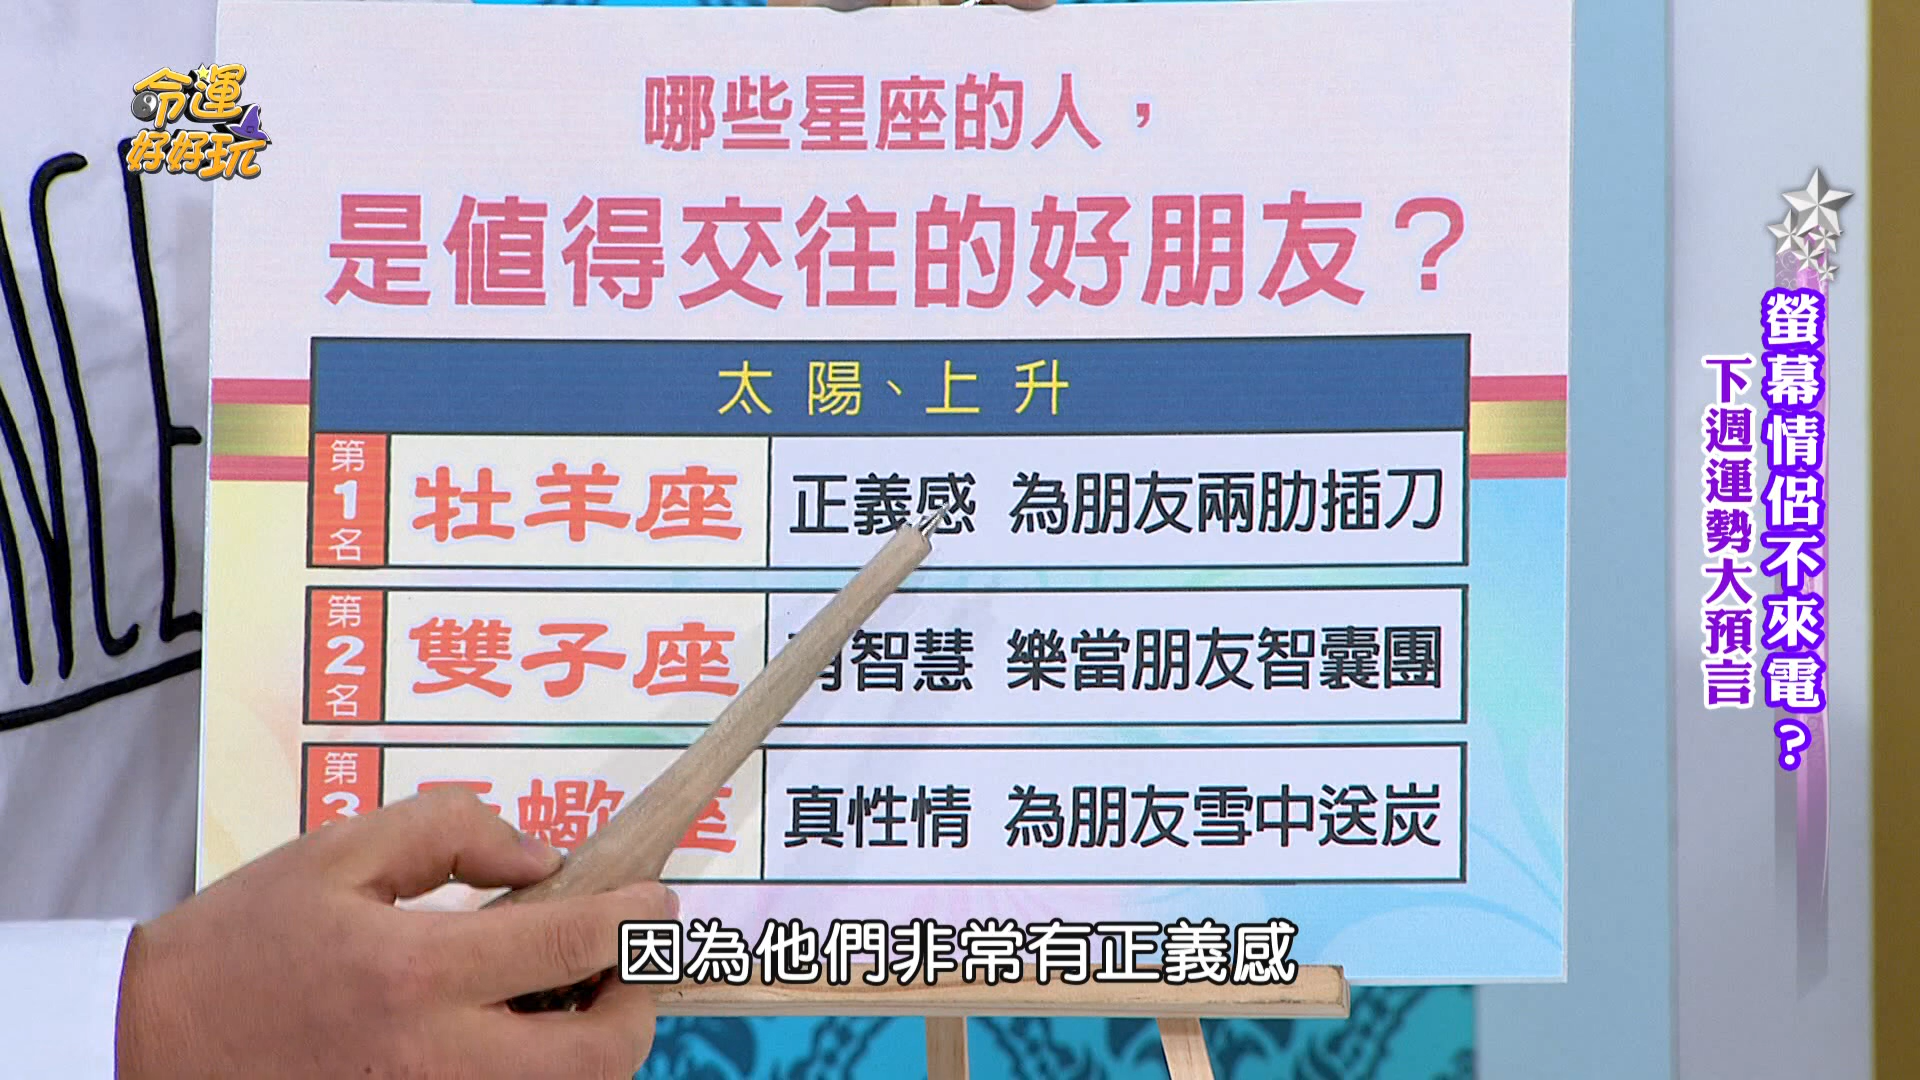 命運
好好玩
NCE
哪些星座的人，
是值得交往的好朋友？
太陽、上升
第1名 牡羊座 正義感 為朋友兩肋插刀
第2名 雙子座 智慧 樂當朋友智囊團
第3 蠍座 真性情 為朋友雪中送炭
因為他們非常有正義感
螢幕情侶不來電？
下週運勢大預言